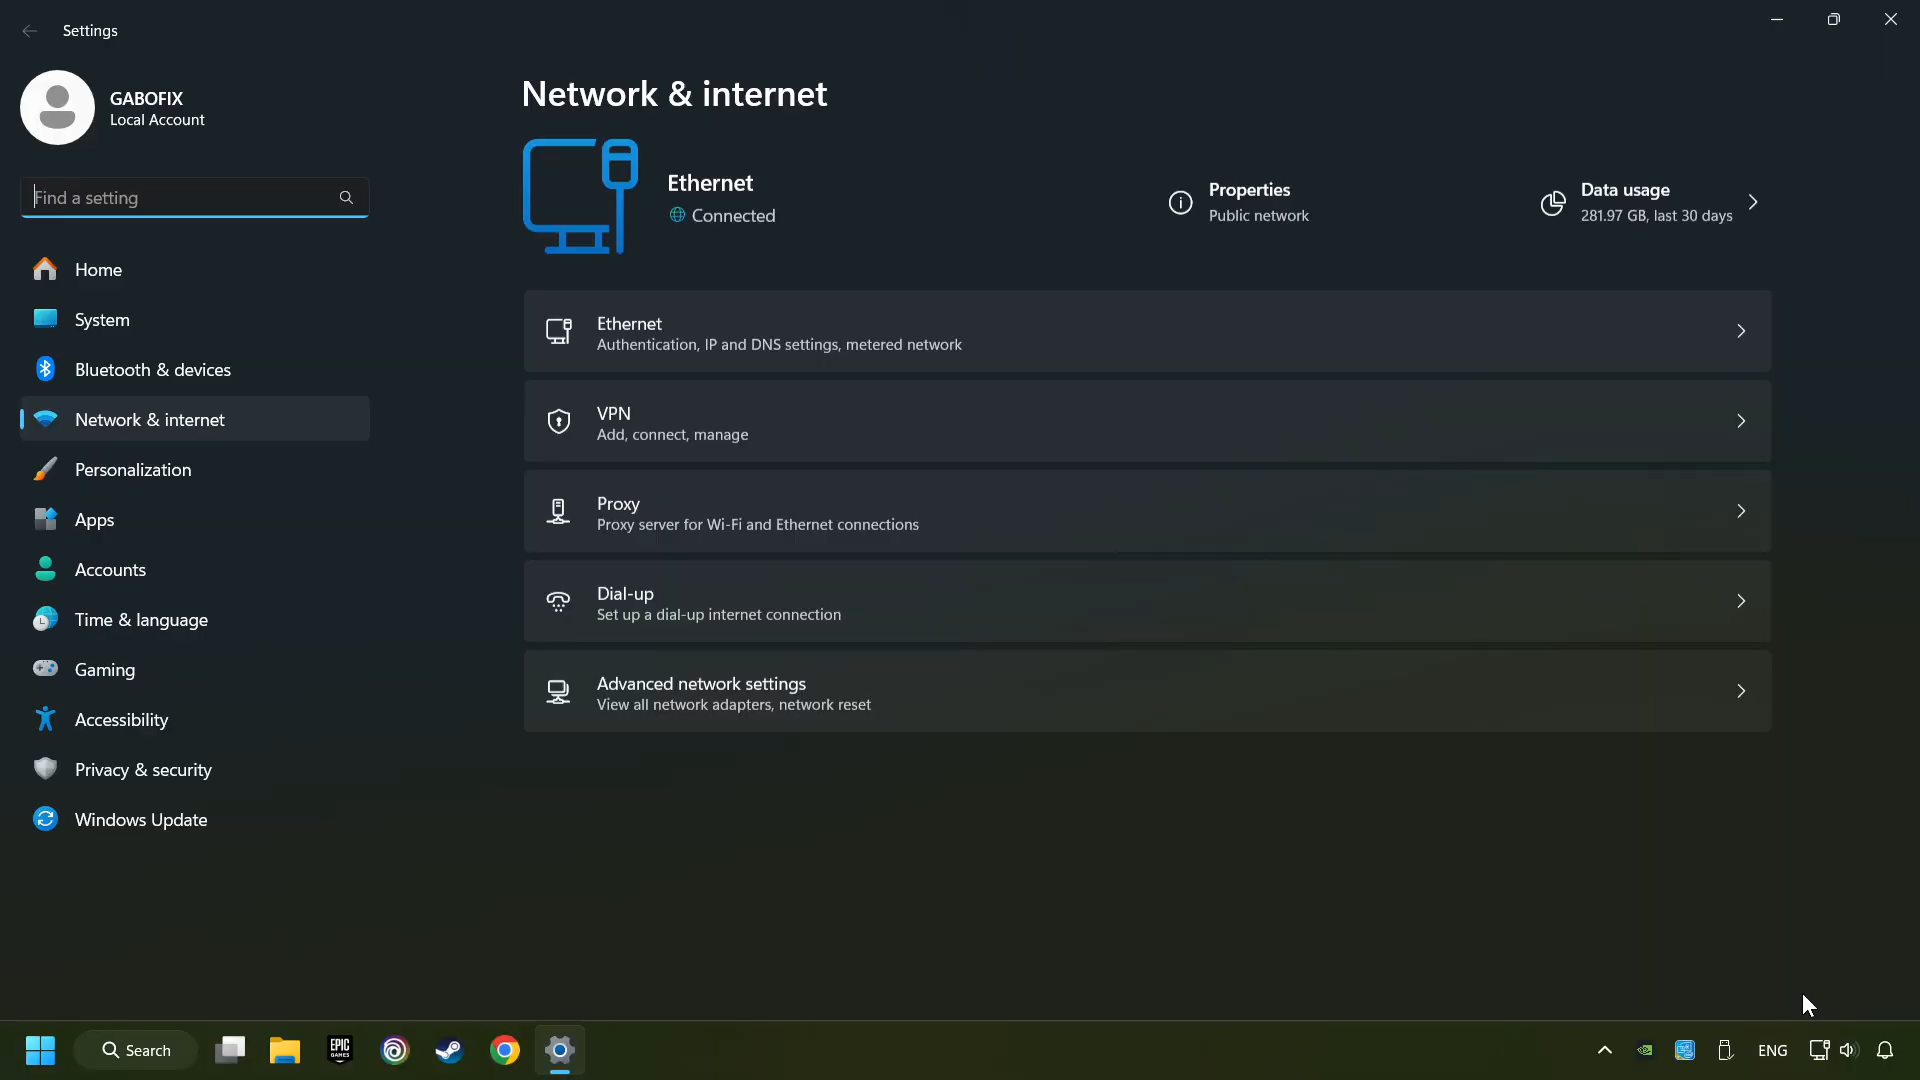 Settings
GABOFIX
Local Account
Find a setting
Home
System
Bluetooth & devices
Network & internet
Personalization
Apps
Accounts
Time & language
Gaming
Accessibility
Privacy & security
Windows Update
Network & internet
Ethernet
Connected
Properties
Public network
Data usage
281.97 GB, last 30 days
Ethernet
Authentication, IP and DNS settings, metered network
VPN
Add, connect, manage
Proxy
Proxy server for Wi-Fi and Ethernet connections
Dial-up
Set up a dial-up internet connection
Advanced network settings
View all network adapters, network reset
Search
EPIC
GAMES
ENG